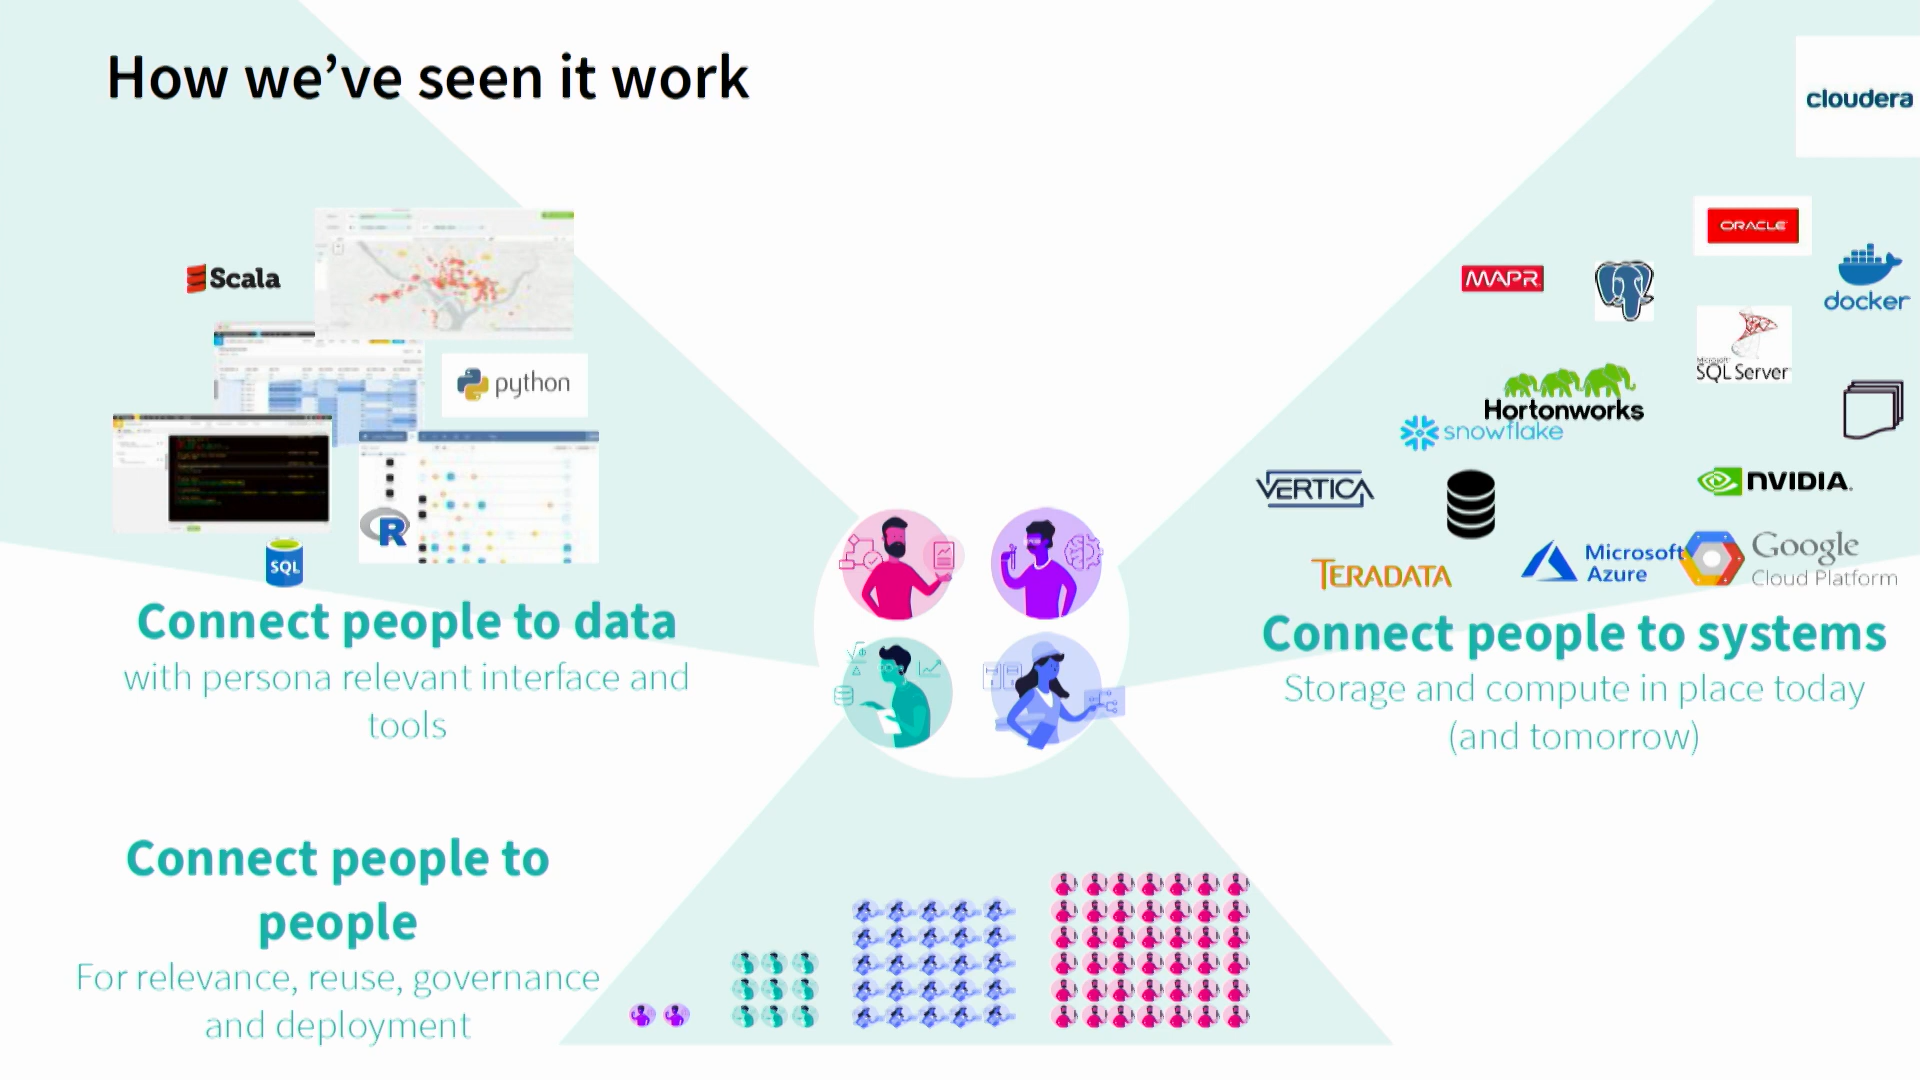 How we’ve seen it work
cloudera
ORACLE
Scala
MAPR
docker
Microsoft
SQL Server
python
Hortonworks
snowflake
VERTICA
NVIDIA.
R
SQL
TERADATA
Microsoft
Azure
Google
Cloud Platform
Connect people to data
with persona relevant interface and
tools
Connect people to systems
Storage and compute in place today
(and tomorrow)
Connect people to
people
For relevance, reuse, governance
and deployment